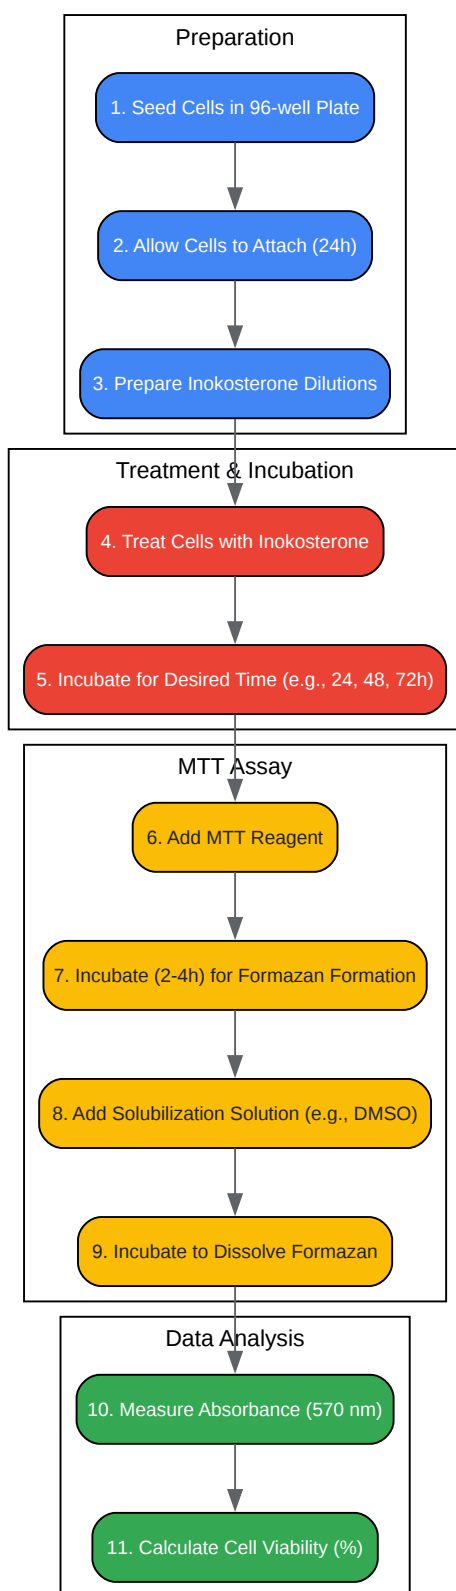 Preparation
1. Seed Cells in 96-well Plate
2. Allow Cells to Attach (24h)
3. Prepare Inokosterone Dilutions
Treatment & Incubation
4. Treat Cells with Inokosterone
5. Incubate for Desired Time (e.g., 24, 48, 72h)
MTT Assay
6. Add MTT Reagent
7. Incubate (2-4h) for Formazan Formation
8. Add Solubilization Solution (e.g., DMSO)
9. Incubate to Dissolve Formazan
Data Analysis
10. Measure Absorbance (570 nm)
11. Calculate Cell Viability (%)